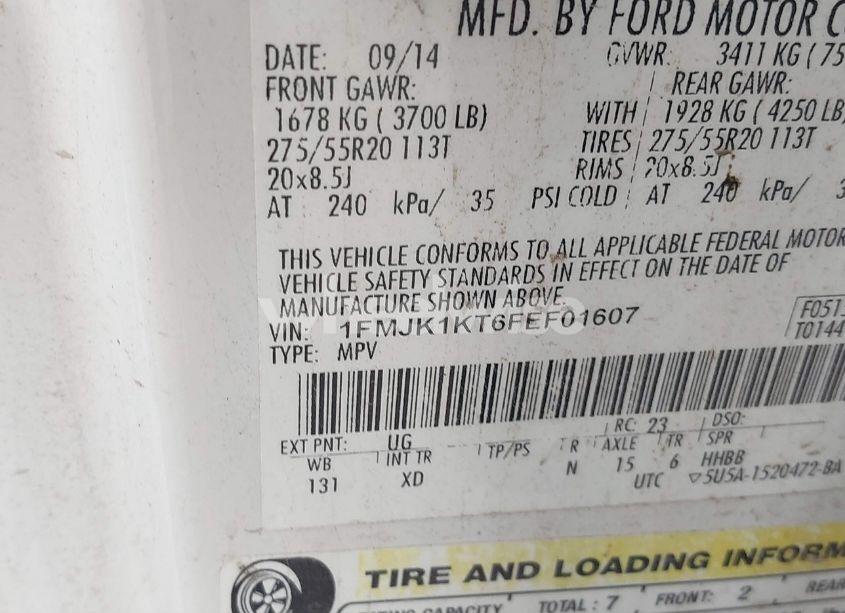 MFD. BY FORD MOTOR
DATE: 09/14 GVWR: 3411 KG
FRONT GAWR: REAR GAWR:
1678 KG ( 3700 LB) WITH 1928 KG ( 4250 LB)
275/55R20 113T TIRES 275/55R20 113T
20x8.5J RIMS 20x8.5J
AT 240 kPa/ 35 PSI COLD AT 240 kPa/
THIS VEHICLE CONFORMS TO ALL APPLICABLE FEDERAL MOTOR
VEHICLE SAFETY STANDARDS IN EFFECT ON THE DATE OF
MANUFACTURE SHOWN ABOVE.
VIN: 1FMJK1KT6FEF01607
TYPE: MPV
T0144
EXT PNT: UG RC: 23 DSO:
WB INT TR TP/PS R AXLE TR SPR
131 XD N 15 6 HHBB
UTC ▽5U5A-1520472-BA
TIRE AND LOADING
CAPACITY TOTAL : 7 FRONT: 2 REAR